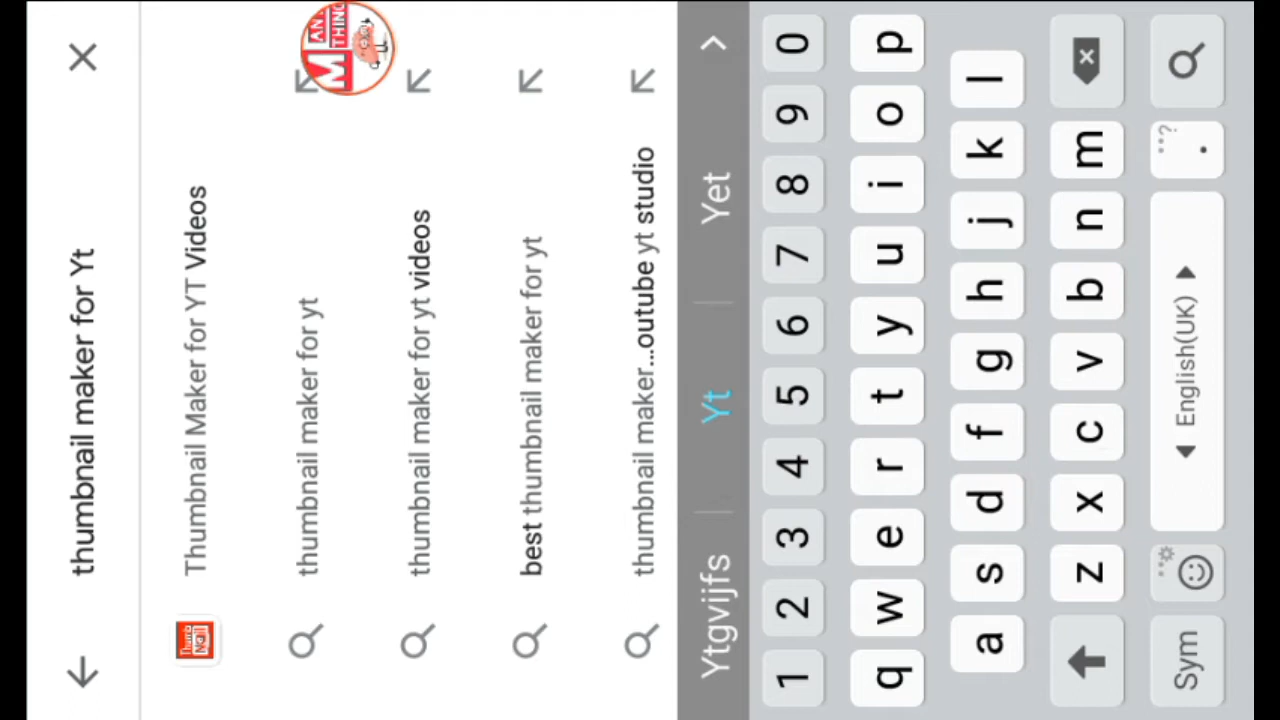 thumbnail maker for Yt
Thumbnail Maker for YT Videos
thumbnail maker for yt
thumbnail maker for yt videos
best thumbnail maker for yt
thumbnail maker...outube yt studio
Ytgvijfs Yt Yet
1 2 3 4 5 6 7 8 9 0
q w e r t y u i o p
a s d f g h j k l
z x c v b n m
Sym English(UK) .